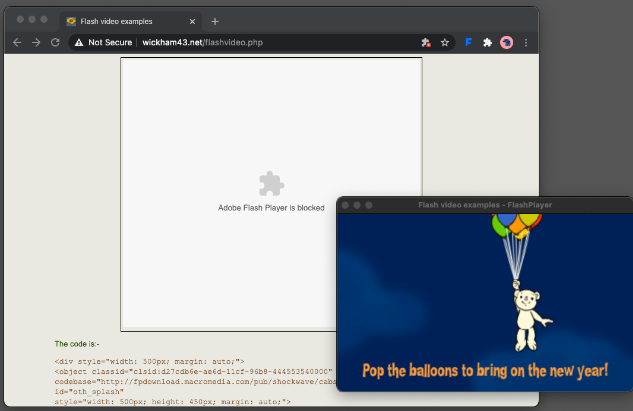 Flash video examples
Not Secure
wickham43.net/flashvideo.php
Adobe Flash Player is blocked
The code is:-
<div style="width: 500px; margin: auto;">
<object classid="clsid:d27cdb6e-ae6d-11cf-96b8-444553540000"
codebase="http://fpdownload.macromedia.com/pub/shockwave/cabs
id="oth_splash"
style="width: 500px; height: 450px; margin: auto;">
Flash video examples - FlashPlayer
Pop the balloons to bring on the new year!